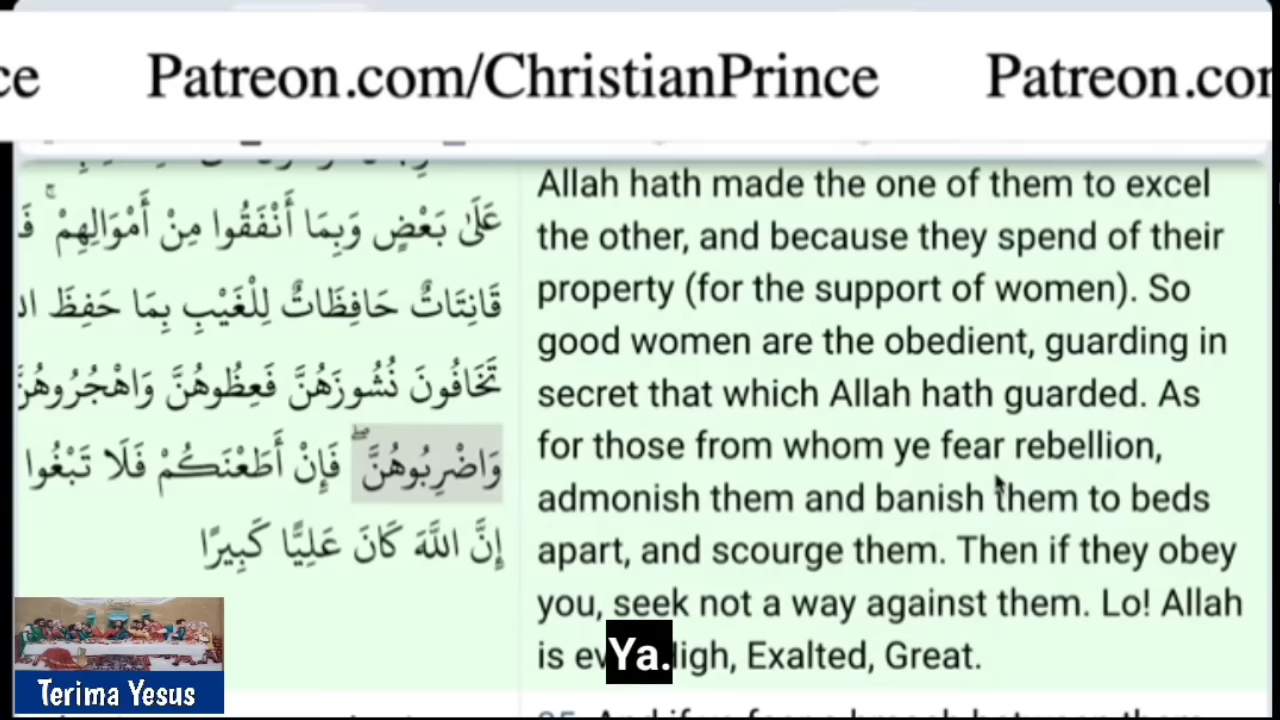 Patreon.com/ChristianPrince
عَلَىٰ بَعْضٍ وَبِمَا أَنْفَقُوا مِنْ أَمْوَالِهِمْ ۚ
قَانِتَاتٌ حَافِظَاتٌ لِلْغَيْبِ بِمَا حَفِظَ
تَخَافُونَ نُشُوزَهُنَّ فَعِظُوهُنَّ وَاهْجُرُوهُنَّ
وَاضْرِبُوهُنَّ ۖ فَإِنْ أَطَعْنَكُمْ فَلَا تَبْغُوا
إِنَّ اللَّهَ كَانَ عَلِيًّا كَبِيرًا
Allah hath made the one of them to excel
the other, and because they spend of their
property (for the support of women). So
good women are the obedient, guarding in
secret that which Allah hath guarded. As
for those from whom ye fear rebellion,
admonish them and banish them to beds
apart, and scourge them. Then if they obey
you, seek not a way against them. Lo! Allah
is Exalted, Great.
Ya.
Terima Yesus